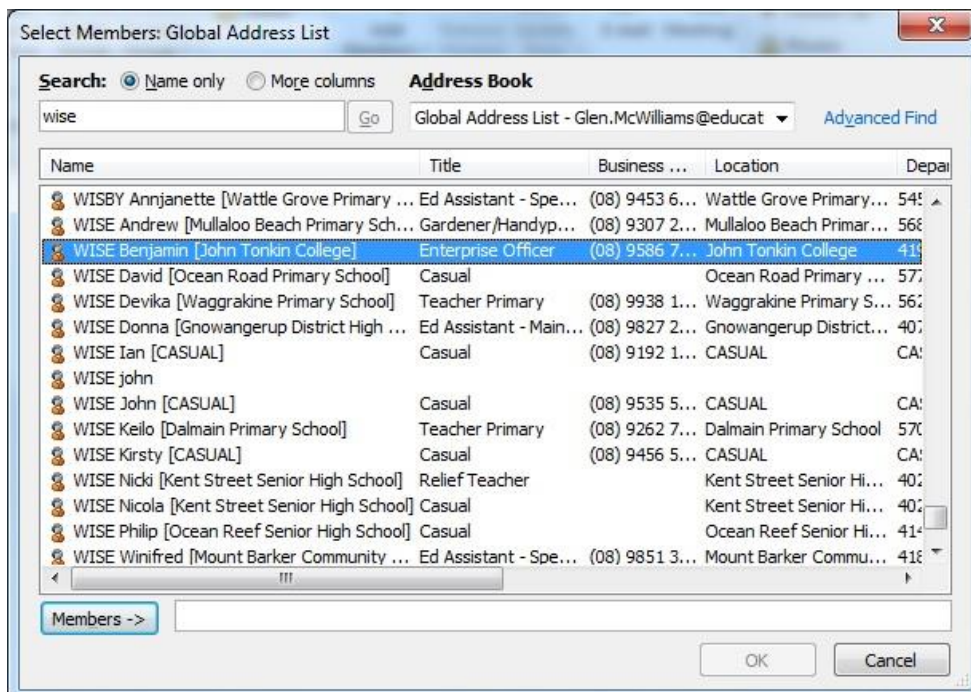 Select Members: Global Address List
Search: Name only More columns Address Book
wise Go Global Address List - Glen.McWilliams@educat Advanced Find
Name Title Business ... Location Depar
WISBY Annjanette [Wattle Grove Primary ... Ed Assistant - Spe... (08) 9453 6... Wattle Grove Primary... 545
WISE Andrew [Mullaloo Beach Primary Sch... Gardener/Handyp... (08) 9307 2... Mullaloo Beach Primar... 568
WISE Benjamin [John Tonkin College] Enterprise Officer (08) 9586 7... John Tonkin College 419
WISE David [Ocean Road Primary School] Casual Ocean Road Primary ... 577
WISE Devika [Waggrakine Primary School] Teacher Primary (08) 9938 1... Waggrakine Primary S... 562
WISE Donna [Gnowangerup District High ... Ed Assistant - Main... (08) 9827 2... Gnowangerup District... 407
WISE Ian [CASUAL] Casual (08) 9192 1... CASUAL CAS
WISE john
WISE John [CASUAL] Casual (08) 9535 5... CASUAL CAS
WISE Keilo [Dalmain Primary School] Teacher Primary (08) 9262 7... Dalmain Primary School 570
WISE Kirsty [CASUAL] Casual (08) 9456 5... CASUAL CAS
WISE Nicki [Kent Street Senior High School] Relief Teacher Kent Street Senior Hi... 402
WISE Nicola [Kent Street Senior High School] Casual Kent Street Senior Hi... 402
WISE Philip [Ocean Reef Senior High School] Casual Ocean Reef Senior Hi... 414
WISE Winifred [Mount Barker Community ... Ed Assistant - Spe... (08) 9851 3... Mount Barker Commu... 418
Members ->
OK Cancel